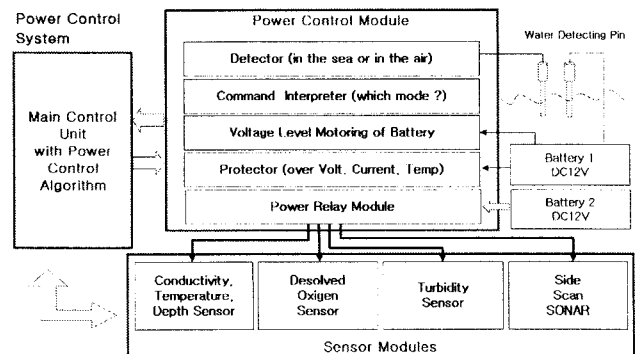 Power Control
System
Power Control Module
Water Detecting Pin
Detector (in the sea or in the air)
Command Interpreter (which mode ?)
Voltage Level Motoring of Battery
Protector (over Volt, Current, Temp)
Power Relay Module
Main Control
Unit
with Power
Control
Algorithm
Battery 1
DC12V
Battery 2
DC12V
Conductivity,
Temperature,
Depth Sensor
Desolved
Oxigen
Sensor
Turbidity
Sensor
Side
Scan
SONAR
Sensor Modules